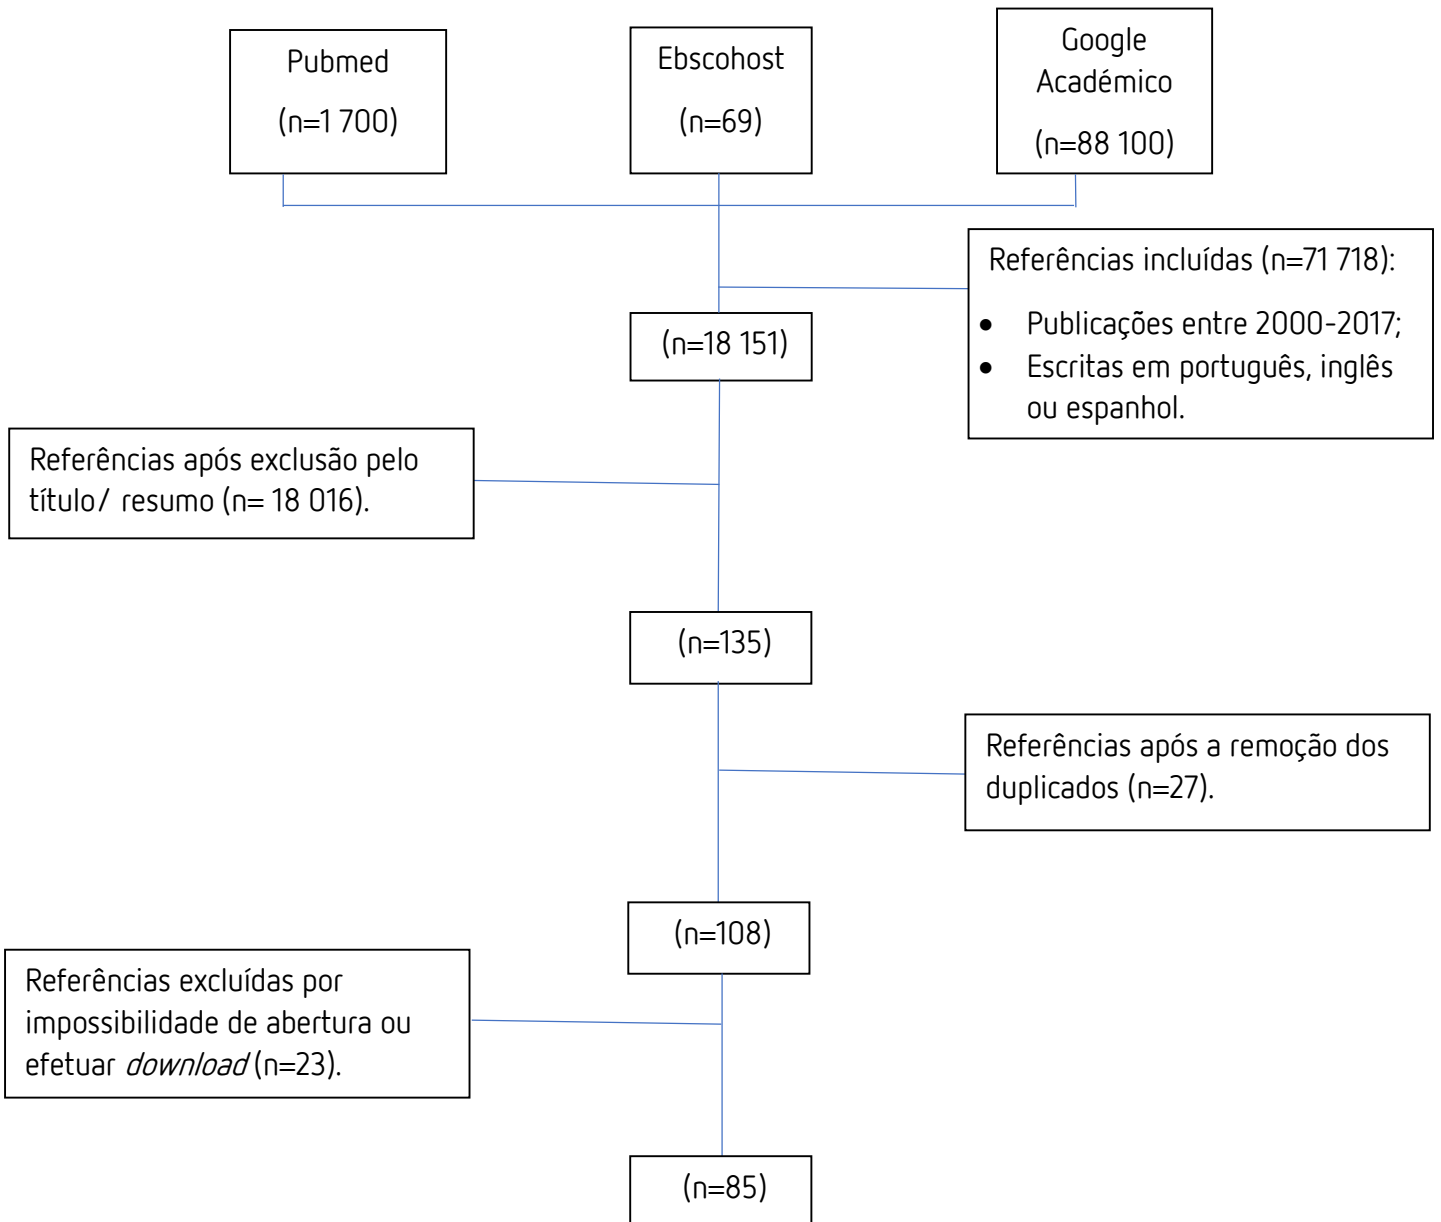 Pubmed
(n=1 700)
Ebscohost
(n=69)
Google
Académico
(n=88 100)
Referências incluídas (n=71 718):
• Publicações entre 2000-2017;
• Escritas em português, inglês
ou espanhol.
(n=18 151)
Referências após exclusão pelo
título/ resumo (n= 18 016).
(n=135)
Referências após a remoção dos
duplicados (n=27).
(n=108)
Referências excluídas por
impossibilidade de abertura ou
efetuar download (n=23).
(n=85)